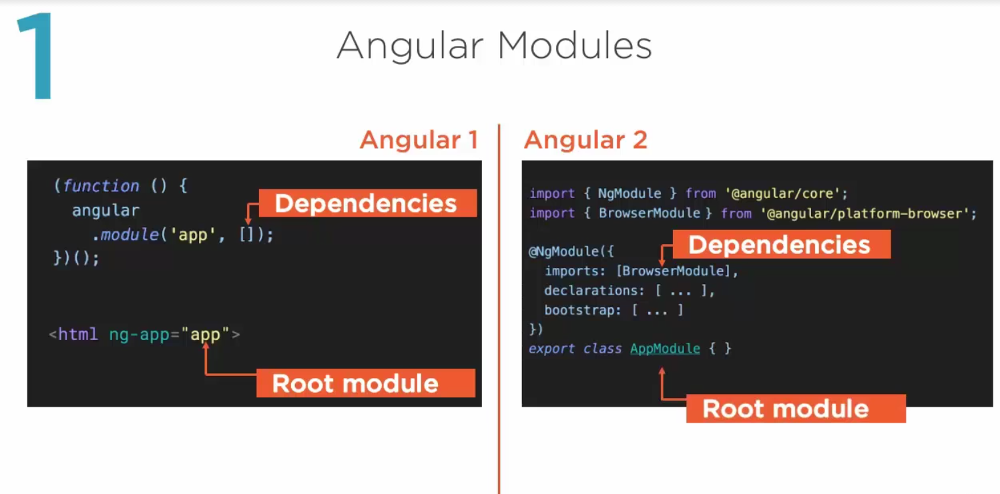 1
Angular Modules
Angular 1
(function () {
Dependencies
angular
.module('app', []);
})();
<html ng-app="app">
Root module
Angular 2
import { NgModule } from '@angular/core';
import { BrowserModule } from '@angular/platform-browser';
Dependencies
@NgModule({
imports: [BrowserModule],
declarations: [ ... ],
bootstrap: [ ... ]
})
export class AppModule { }
Root module